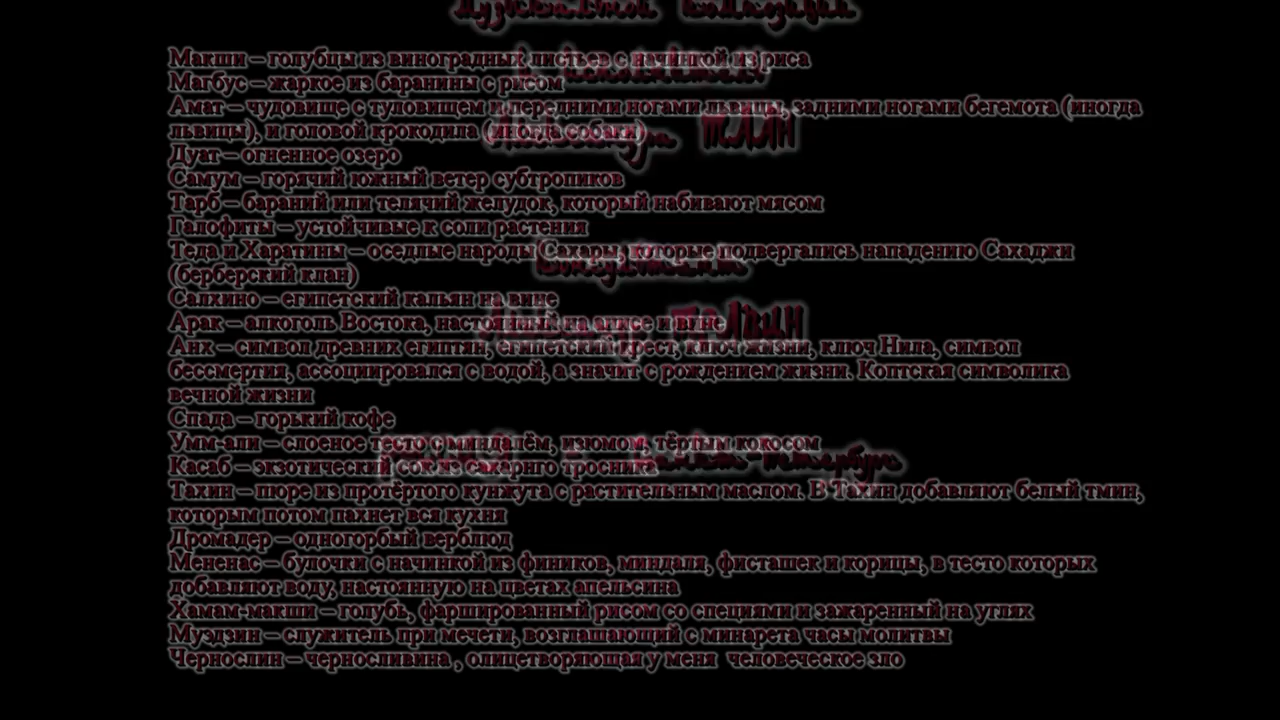 Музыкальной композиции
Макши – голубцы из виноградных листьев с начинкой из риса
Магбус – жаркое из баранины с рисом
Амат – чудовище с туловищем и передними ногами львицы, задними ногами бегемота (иногда
львицы), и головой крокодила (иногда собаки)
Александра
Дуат – огненное озеро
Самум – горячий южный ветер субтропиков
Тарб – бараний или телячий желудок, который набивают мясом
Галофиты – устойчивые к соли растения
Теда и Харатины – оседлые народы Сахары, которые подвергались нападению Сахаджи
(берберский клан)
Салхино – египетский кальян на вине
Арак – алкоголь Востока, настоянный на анисе и вине
Анх – символ древних египтян, египетский крест, ключ жизни, ключ Нила, символ
бессмертия, ассоциировался с водой, а значит с рождением жизни. Коптская символика
вечной жизни
Спада – горький кофе
Умм-али – слоеное тесто с миндалём, изюмом, тёртым кокосом
Касаб – экзотический сок из сахарнго тросника
Тахин – пюре из протёртого кунжута с растительным маслом. В Тахин добавляют белый тмин,
которым потом пахнет вся кухня
Дромадер – одногорбый верблюд
Мененас – булочки с начинкой из фиников, миндаля, фисташек и корицы, в тесто которых
добавляют воду, настоянную на цветах апельсина
Хамам-макши – голубь, фаршированный рисом со специями и зажаренный на углях
Муэдзин – служитель при мечети, возглашающий с минарета часы молитвы
Чернослин – черносливина , олицетворяющая у меня человеческое зло